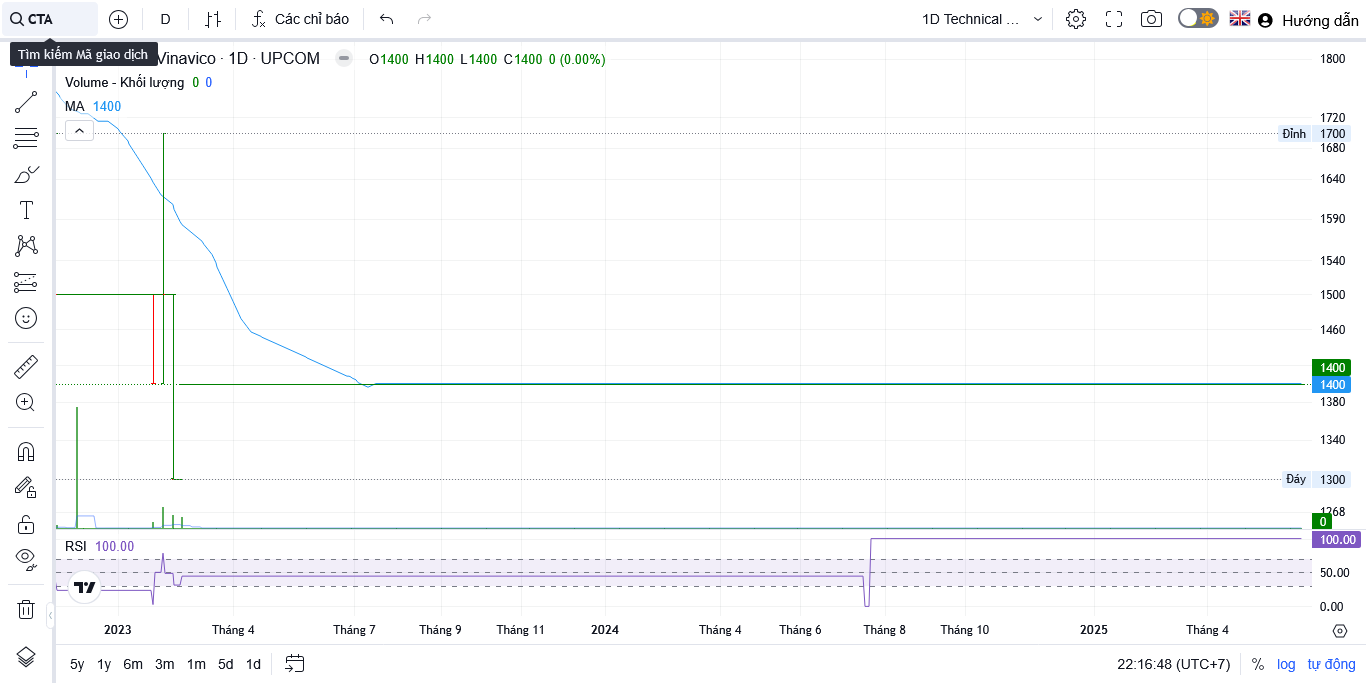 CTA
D
Các chỉ báo
1D Technical ...
Hướng dẫn
Tìm kiếm Mã giao dịch
Vinavico · 1D · UPCOM
O1400 H1400 L1400 C1400 0 (0.00%)
Volume - Khối lượng 0 0
MA 1400
1800
1720
Đỉnh 1700
1680
1640
1590
1540
1500
1460
1400
1400
1380
1340
Đáy 1300
1268
0
RSI 100.00
100.00
50.00
0.00
2023 Tháng 4 Tháng 7 Tháng 9 Tháng 11 2024 Tháng 4 Tháng 6 Tháng 8 Tháng 10 2025 Tháng 4
5y 1y 6m 3m 1m 5d 1d
22:16:48 (UTC+7) % log tự động